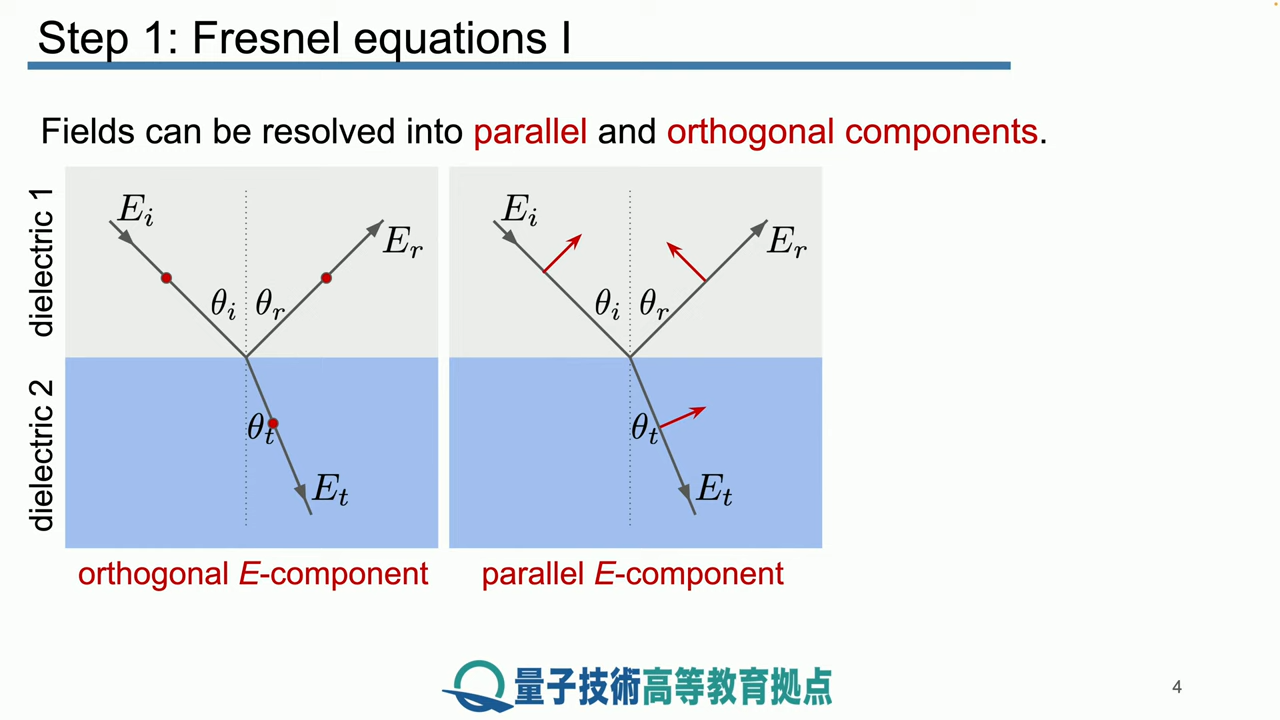 Step 1: Fresnel equations I
Fields can be resolved into parallel and orthogonal components.
dielectric 1
dielectric 2
E_i
E_r
θ_i θ_r
θ_t
E_t
orthogonal E-component
E_i
E_r
θ_i θ_r
θ_t
E_t
parallel E-component
量子技術高等教育拠点
4